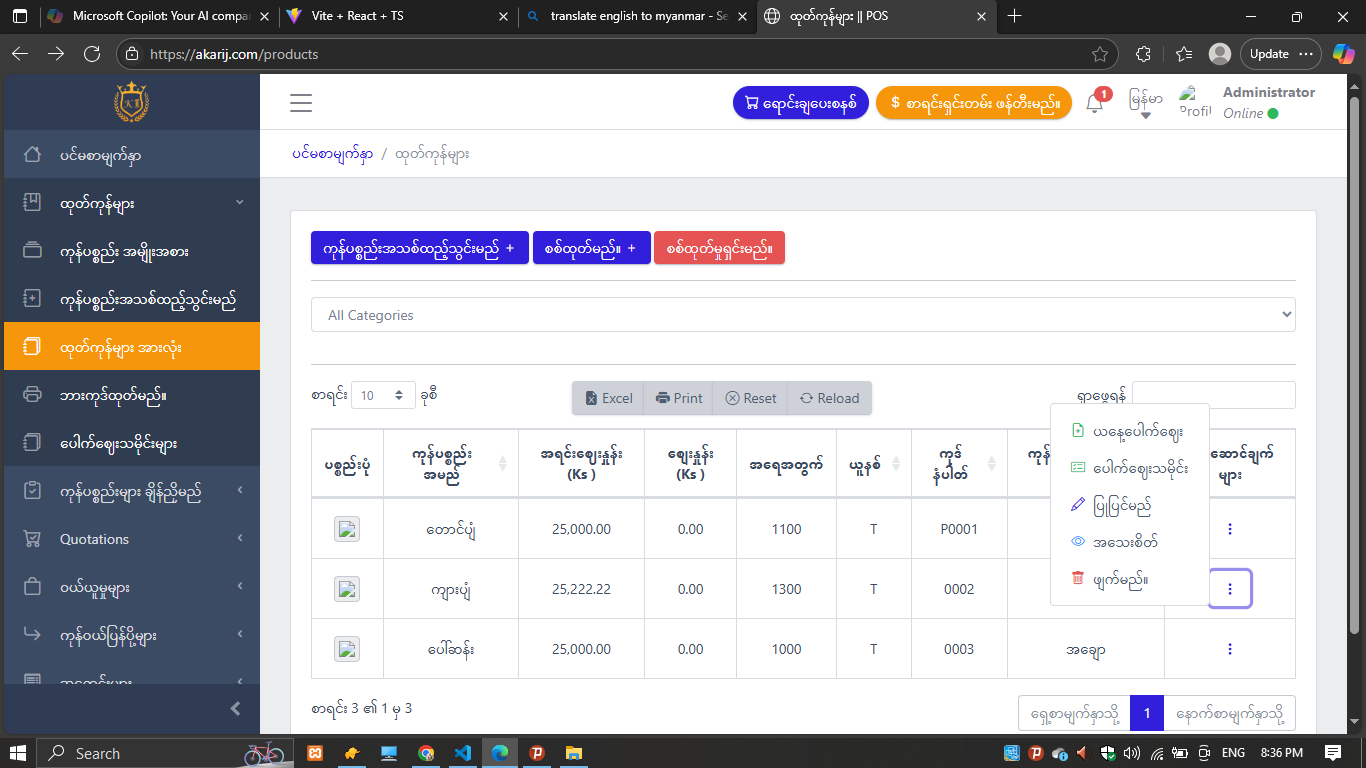 Microsoft Copilot: Your AI compa
Vite + React + TS
translate english to myanmar - Se
ထုတ်ကုန်များ || POS
https://akarij.com/products
Update
ရောင်းချပေးစနစ်
$ စာရင်းရှင်းတမ်း ဖန်တီးမည်။
1
မြန်မာ
Profil
Administrator
Online
ပင်မစာမျက်နှာ
ထုတ်ကုန်များ
ကုန်ပစ္စည်း အမျိုးအစား
ကုန်ပစ္စည်းအသစ်ထည့်သွင်းမည်
ထုတ်ကုန်များ အားလုံး
ဘားကုဒ်ထုတ်မည်။
ပေါက်ဈေးသမိုင်းများ
ကုန်ပစ္စည်းများ ချိန်ညှိမည်
Quotations
ဝယ်ယူမှုများ
ကုန်ဝယ်ပြန်ပို့များ
ပင်မစာမျက်နှာ / ထုတ်ကုန်များ
ကုန်ပစ္စည်းအသစ်ထည့်သွင်းမည် +
စစ်ထုတ်မည်။ +
စစ်ထုတ်မှုရှင်းမည်။
All Categories
စာရင်း 10 ခုစီ
Excel
Print
Reset
Reload
ရှာဖွေရန်
ပစ္စည်းပုံ
ကုန်ပစ္စည်း အမည်
အရင်းဈေးနှုန်း (Ks )
ဈေးနှုန်း (Ks )
အရေအတွက်
ယူနစ်
ကုဒ် နံပါတ်
ဆောင်ချက် များ
တောင်ပျံ 25,000.00 0.00 1100 T P0001
ကျားပျံ 25,222.22 0.00 1300 T 0002
ပေါ်ဆန်း 25,000.00 0.00 1000 T 0003 အချော
ယနေ့ပေါက်ဈေး
ပေါက်ဈေးသမိုင်း
ပြုပြင်မည်
အသေးစိတ်
ဖျက်မည်။
စာရင်း 3 ၏ 1 မှ 3
ရှေ့စာမျက်နှာသို့ 1 နောက်စာမျက်နှာသို့
Search
ENG
8:36 PM